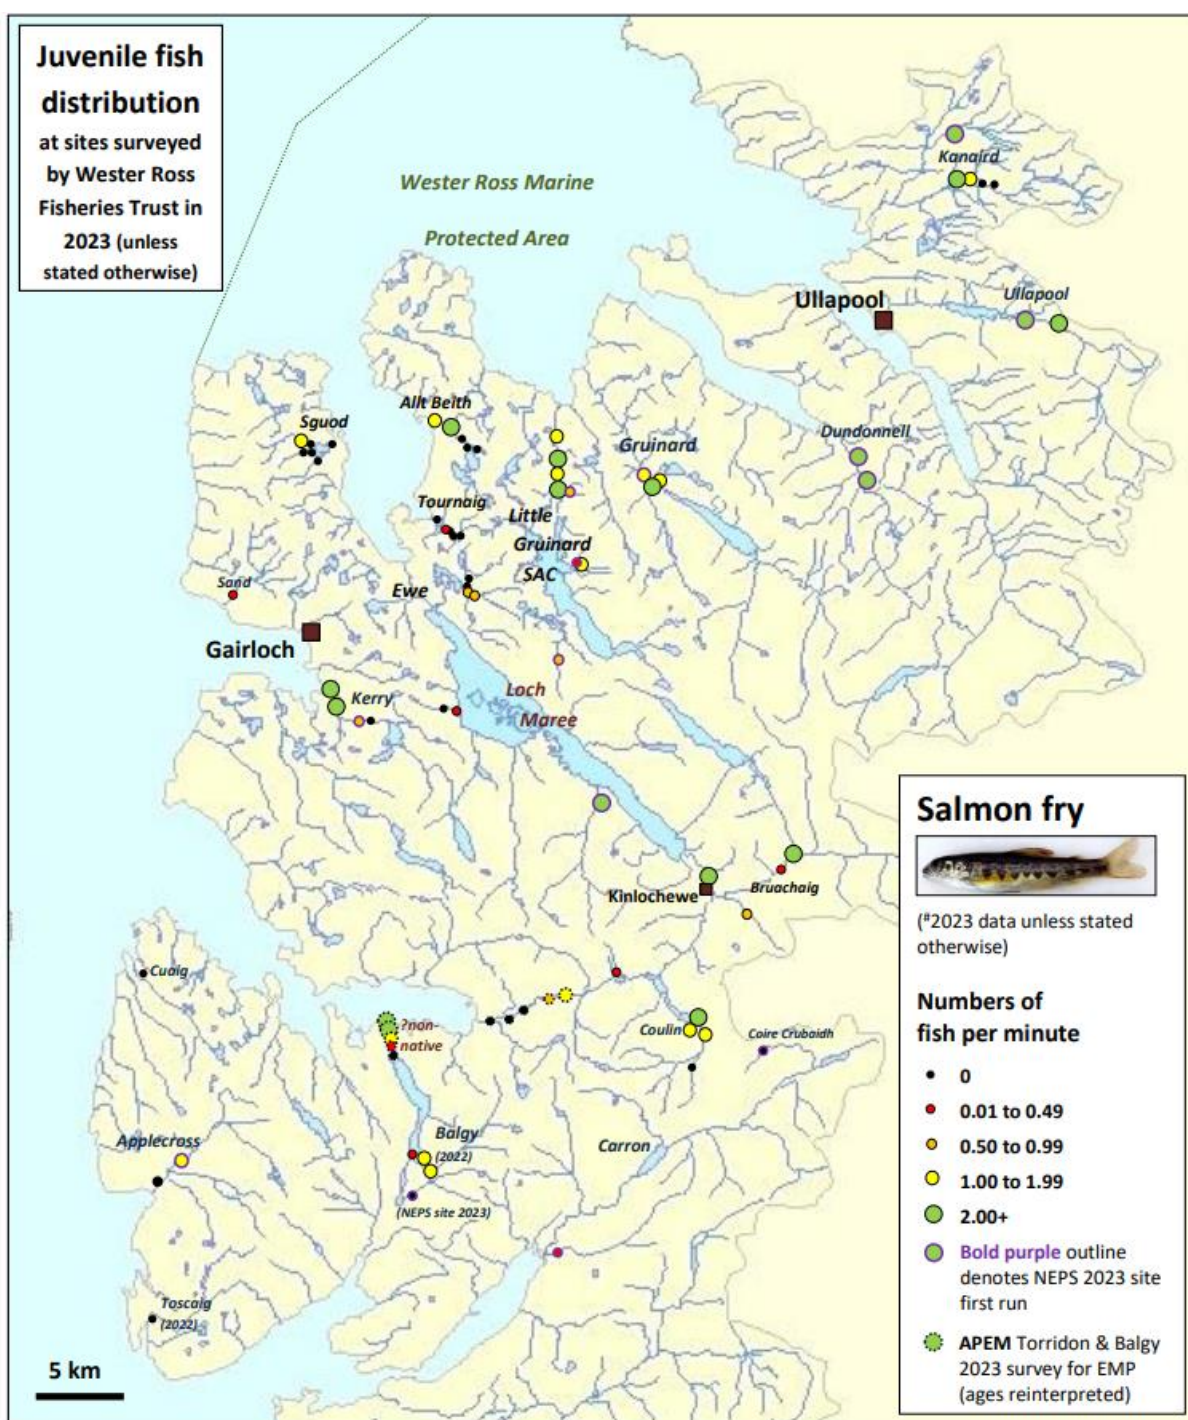 Juvenile fish
distribution
at sites surveyed
by Wester Ross
Fisheries Trust in
2023 (unless
stated otherwise)
Wester Ross Marine
Protected Area
Kanaird
Ullapool
Ullapool
Allt Beith
Sguod
Gruinard
Dundonnell
Tournaig
Little
Gruinard
SAC
Sand
Ewe
Gairloch
Kerry
Loch
Maree
Kinlochewe
Bruachaig
Cuaig
?non-
native
Coulin
Coire Crubaidh
Applecross
Balgy
(2022)
Carron
(NEPS site 2023)
Toscaig
(2022)
5 km
Salmon fry
(#2023 data unless stated
otherwise)
Numbers of
fish per minute
0
0.01 to 0.49
0.50 to 0.99
1.00 to 1.99
2.00+
Bold purple outline
denotes NEPS 2023 site
first run
APEM Torridon & Balgy
2023 survey for EMP
(ages reinterpreted)